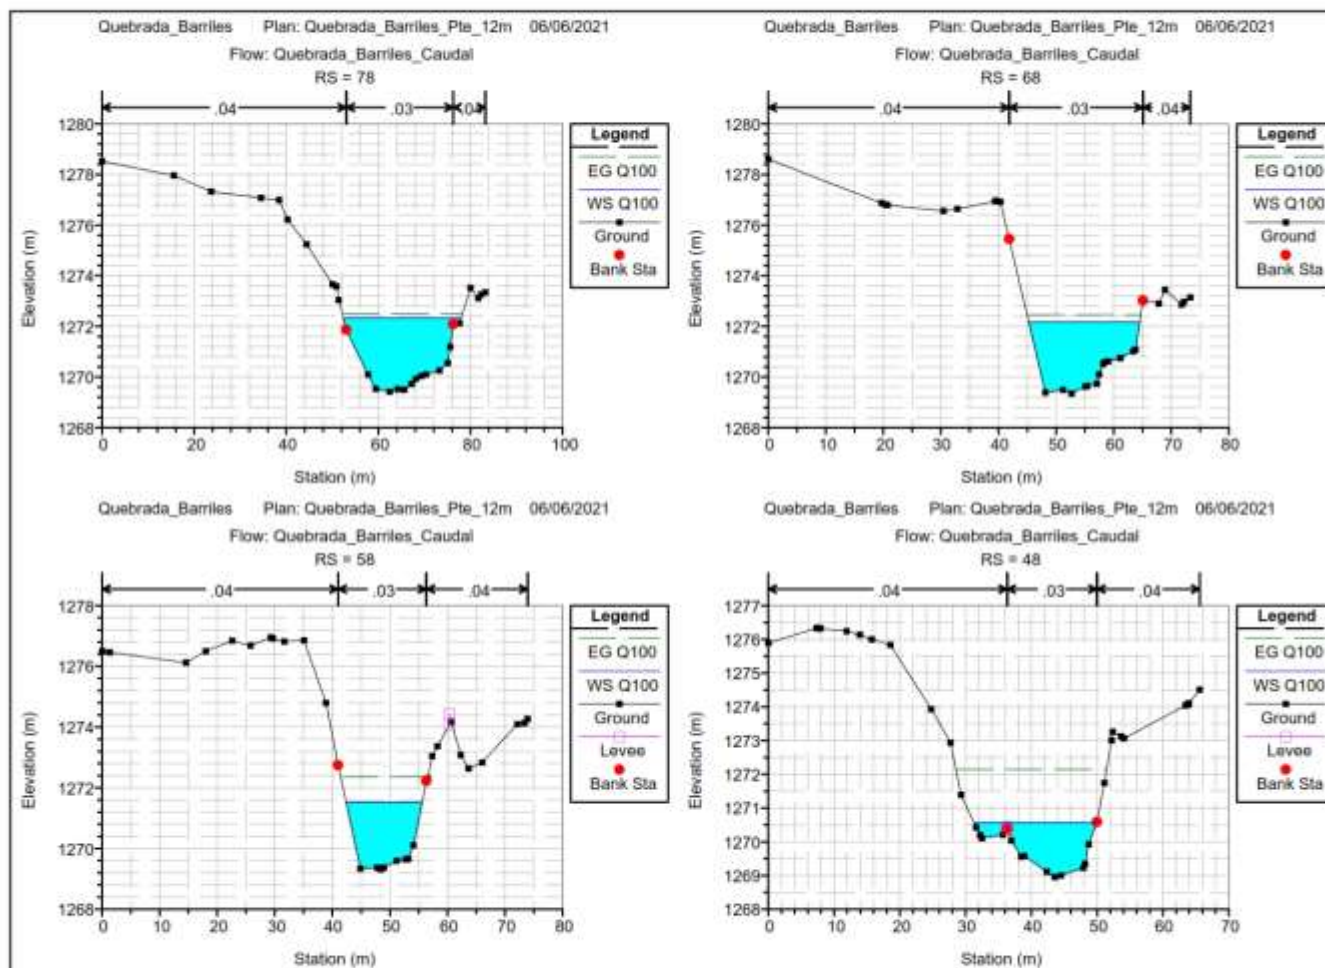 Quebrada_Barriles Plan: Quebrada_Barriles_Pte_12m 06/06/2021
Flow: Quebrada_Barriles_Caudal
RS = 78
.04 .03 .04
Elevation (m)
1280
1278
1276
1274
1272
1270
1268
0 20 40 60 80 100
Station (m)
Legend
EG Q100
WS Q100
Ground
Bank Sta
Quebrada_Barriles Plan: Quebrada_Barriles_Pte_12m 06/06/2021
Flow: Quebrada_Barriles_Caudal
RS = 68
.04 .03 .04
Elevation (m)
1280
1278
1276
1274
1272
1270
1268
0 10 20 30 40 50 60 70 80
Station (m)
Legend
EG Q100
WS Q100
Ground
Bank Sta
Quebrada_Barriles Plan: Quebrada_Barriles_Pte_12m 06/06/2021
Flow: Quebrada_Barriles_Caudal
RS = 58
.04 .03 .04
Elevation (m)
1278
1276
1274
1272
1270
1268
0 10 20 30 40 50 60 70 80
Station (m)
Legend
EG Q100
WS Q100
Ground
Levee
Bank Sta
Quebrada_Barriles Plan: Quebrada_Barriles_Pte_12m 06/06/2021
Flow: Quebrada_Barriles_Caudal
RS = 48
.04 .03 .04
Elevation (m)
1277
1276
1275
1274
1273
1272
1271
1270
1269
1268
0 10 20 30 40 50 60 70
Station (m)
Legend
EG Q100
WS Q100
Ground
Levee
Bank Sta